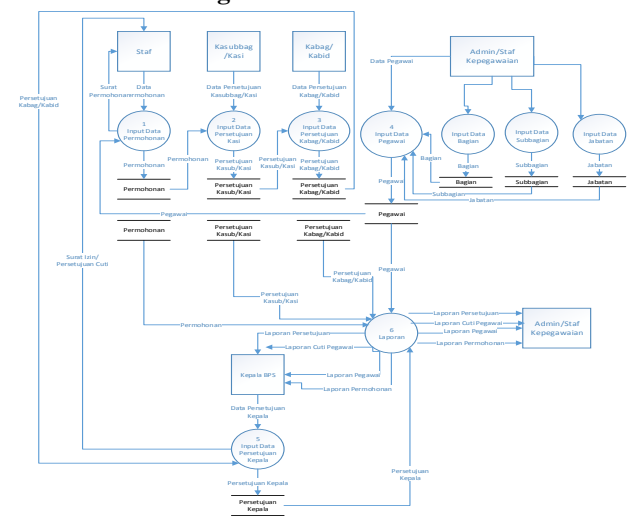 Staf
Kasubbag
/Kasi
Kabag/
Kabid
Admin/Staf
Kepegawaian
Data Pegawai
Surat
Permohonan
Data
Permohonan
Data Persetujuan
Kasubbag/Kasi
Data Persetujuan
Kabag/Kabid
Persetujuan
Kabag/Kabid
1
Input Data
Permohonan
2
Input Data
Persetujuan
Kasi
3
Input Data
Persetujuan
Kabag/Kabid
4
Input Data
Pegawai
Input Data
Bagian
Input Data
Subbagian
Input Data
Jabatan
Permohonan
Permohonan
Persetujuan
Kasub/Kasi
Persetujuan
Kasub/Kasi
Persetujuan
Kabag/Kabid
Bagian
Bagian
Subbagian
Jabatan
Pegawai
Permohonan
Persetujuan
Kasub/Kasi
Persetujuan
Kabag/Kabid
Bagian
Subbagian
Jabatan
Subbagian
Jabatan
Pegawai
Pegawai
Permohonan
Persetujuan
Kasub/Kasi
Persetujuan
Kabag/Kabid
Surat Izin/
Persetujuan Cuti
Persetujuan
Kabag/Kabid
Pegawai
Persetujuan
Kasub/Kasi
Permohonan
6
Laporan
Laporan Persetujuan
Laporan Cuti Pegawai
Laporan Pegawai
Laporan Permohonan
Admin/Staf
Kepegawaian
Laporan Persetujuan
Laporan Cuti Pegawai
Laporan Pegawai
Laporan Permohonan
Kepala BPS
Data Persetujuan
Kepala
5
Input Data
Persetujuan
Kepala
Persetujuan
Kepala
Persetujuan Kepala
Persetujuan
Kepala